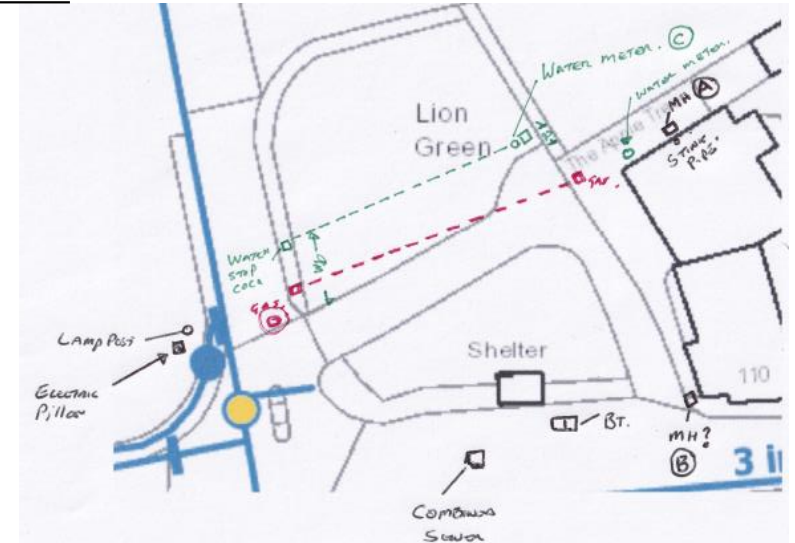 WATER METER. C
WATER METER.
MH A
STINK
PIPE.
Lion
Green
The Apple Tree
GAS.
WATER
STOP
COCK
GAS.
LAMP POST
ELECTRIC
Pillar
Shelter
110
BT.
MH?
B
3 i
COMBINED
SEWER